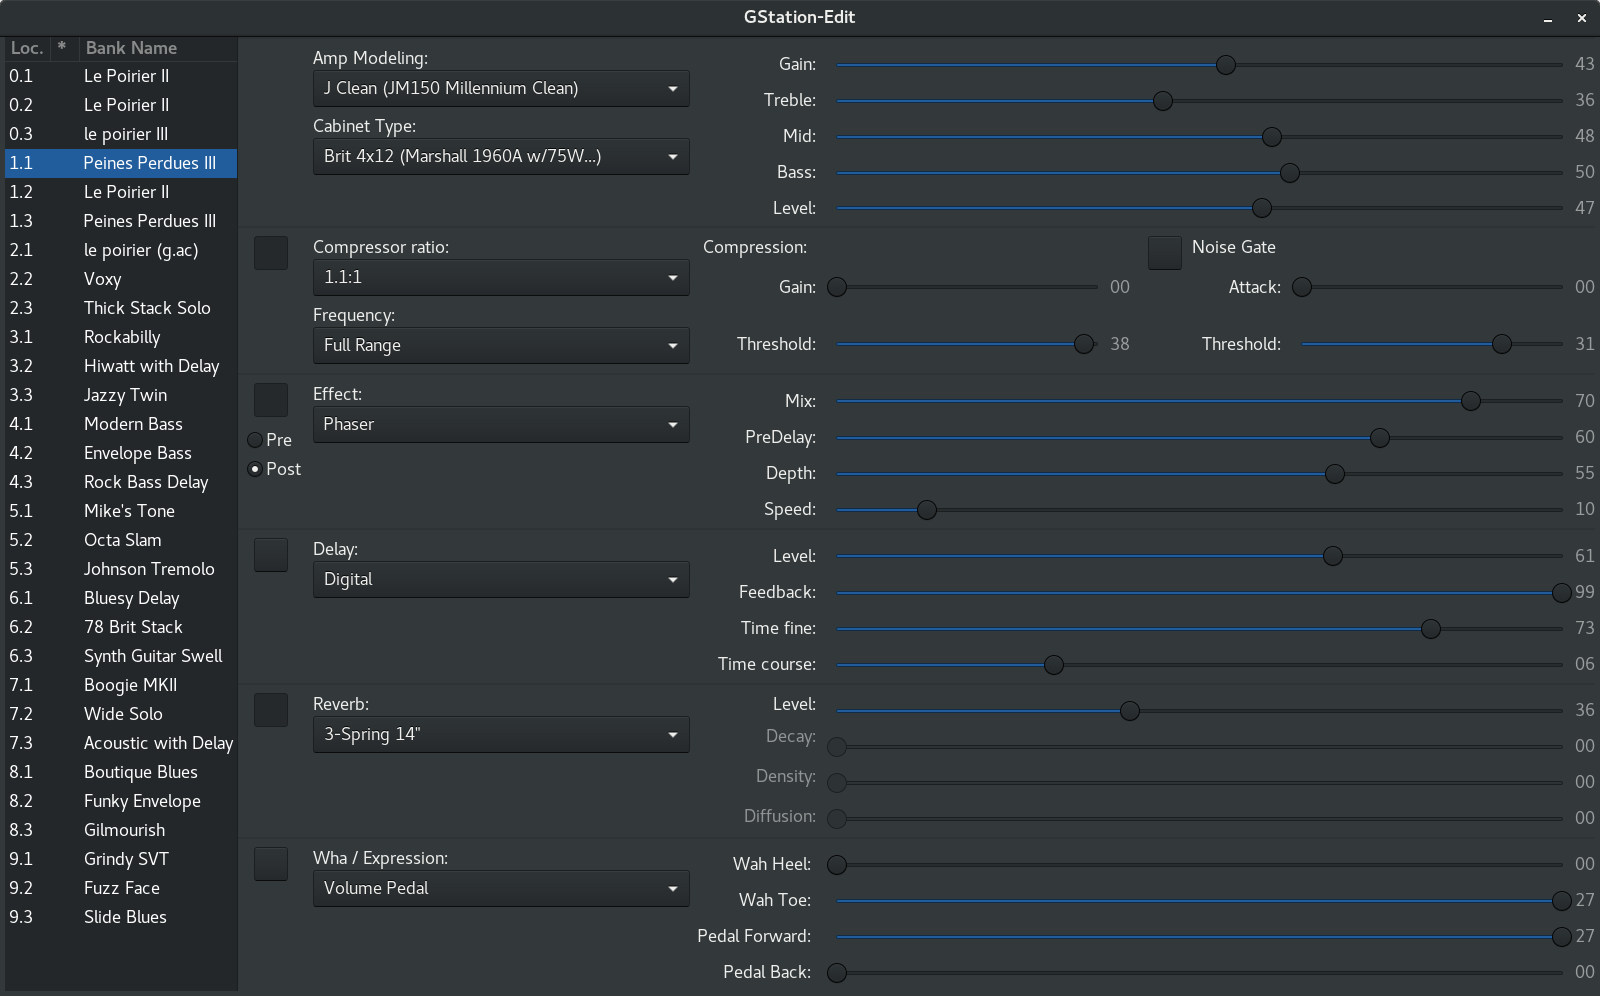 GStation-Edit
Loc. * Bank Name
0.1 Le Poirier II
0.2 Le Poirier II
0.3 le poirier III
1.1 Peines Perdues III
1.2 Le Poirier II
1.3 Peines Perdues III
2.1 le poirier (g.ac)
2.2 Voxy
2.3 Thick Stack Solo
3.1 Rockabilly
3.2 Hiwatt with Delay
3.3 Jazzy Twin
4.1 Modern Bass
4.2 Envelope Bass
4.3 Rock Bass Delay
5.1 Mike's Tone
5.2 Octa Slam
5.3 Johnson Tremolo
6.1 Bluesy Delay
6.2 78 Brit Stack
6.3 Synth Guitar Swell
7.1 Boogie MKII
7.2 Wide Solo
7.3 Acoustic with Delay
8.1 Boutique Blues
8.2 Funky Envelope
8.3 Gilmourish
9.1 Grindy SVT
9.2 Fuzz Face
9.3 Slide Blues
Amp Modeling:
J Clean (JM150 Millennium Clean)
Cabinet Type:
Brit 4x12 (Marshall 1960A w/75W...)
Gain: 43
Treble: 36
Mid: 48
Bass: 50
Level: 47
Compressor ratio:
1.1:1
Frequency:
Full Range
Compression:
Gain: 00
Threshold: 38
Noise Gate
Attack: 00
Threshold: 31
Effect:
Phaser
Pre
Post
Mix: 70
PreDelay: 60
Depth: 55
Speed: 10
Delay:
Digital
Level: 61
Feedback: 99
Time fine: 73
Time course: 06
Reverb:
3-Spring 14"
Level: 36
Decay: 00
Density: 00
Diffusion: 00
Wha / Expression:
Volume Pedal
Wah Heel: 00
Wah Toe: 27
Pedal Forward: 27
Pedal Back: 00